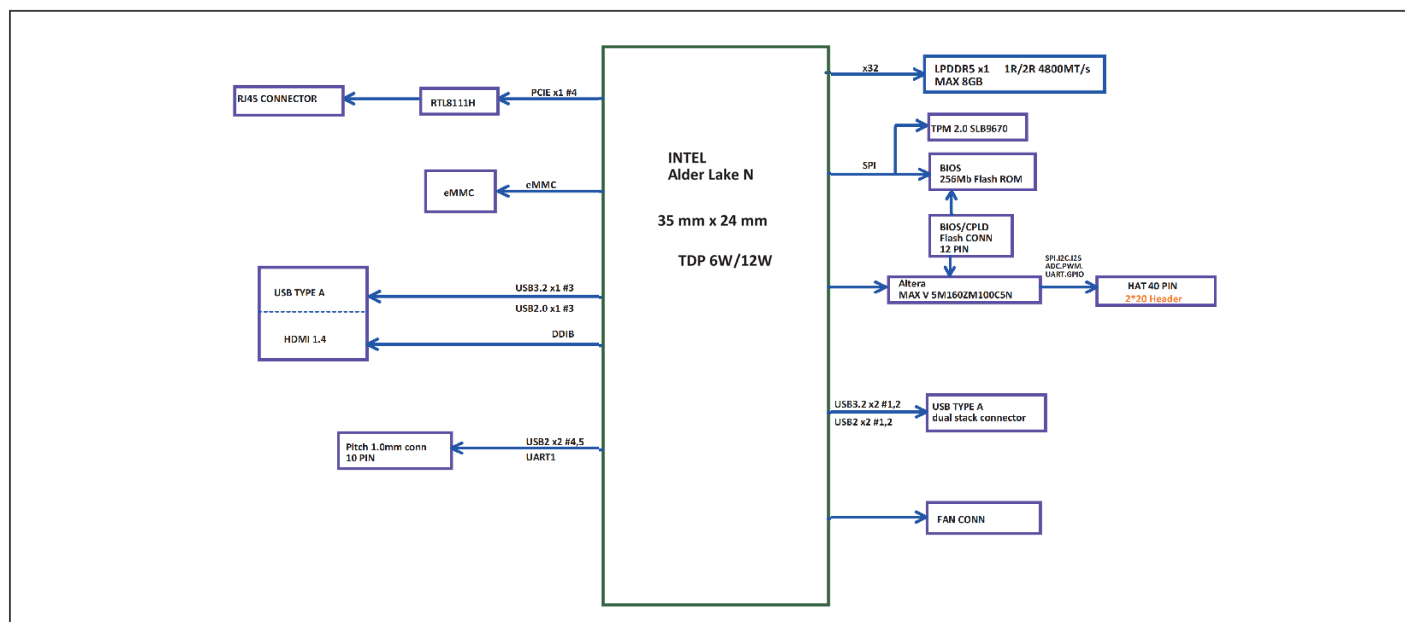 x32
LPDDR5 x1 1R/2R 4800MT/s
MAX 8GB
RJ45 CONNECTOR
RTL8111H
PCIE x1 #4
TPM 2.0 SLB9670
INTEL
Alder Lake N
SPI
BIOS
256Mb Flash ROM
eMMC
eMMC
35 mm x 24 mm
BIOS/CPLD
Flash CONN
12 PIN
TDP 6W/12W
SPI.I2C.I2S
ADC.PWM.
UART.GPIO
Altera
MAX V 5M160ZM100C5N
HAT 40 PIN
2*20 Header
USB TYPE A
USB3.2 x1 #3
USB2.0 x1 #3
HDMI 1.4
DDIB
USB3.2 x2 #1,2
USB2 x2 #1,2
USB TYPE A
dual stack connector
Pitch 1.0mm conn
10 PIN
USB2 x2 #4,5
UART1
FAN CONN